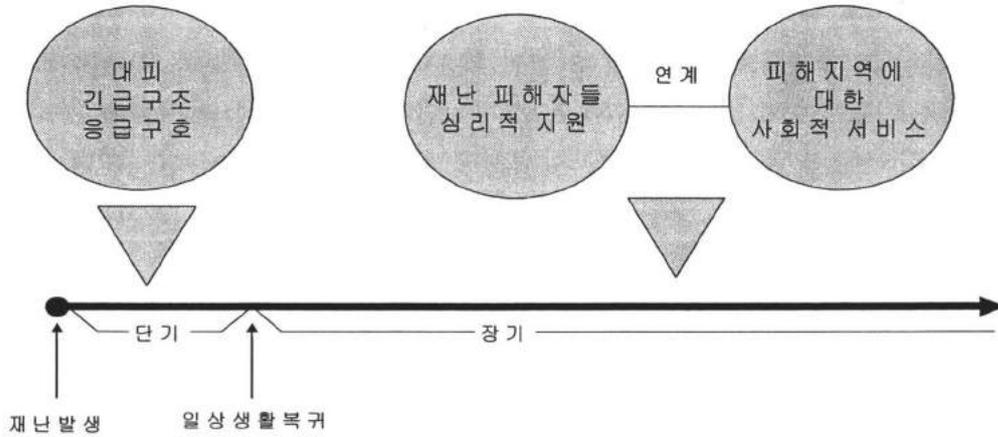 대피
긴급구조
응급구호
재난 피해자들
심리적 지원
연계
피해지역에
대한
사회적 서비스
단기
장기
재난발생
일상생활복귀